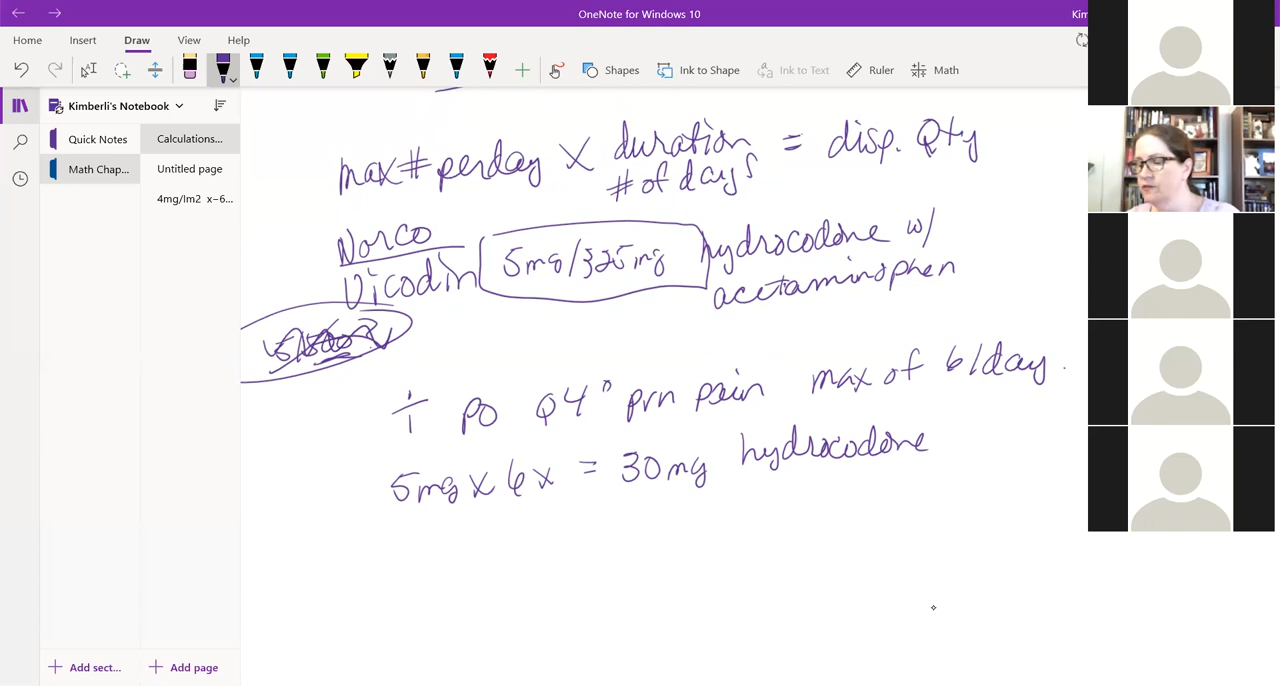 OneNote for Windows 10
Kim
Home Insert Draw View Help
Shapes Ink to Shape Ink to Text Ruler Math
Kimberli's Notebook
Quick Notes
Math Chap...
Calculations...
Untitled page
4mg/lm2 x-6...
max # per day X duration = disp. Qty
# of days
Norco
Vicodin 5mg/325mg hydrocodone w/
acetaminophen
i po Q4° prn pain max of 6/day.
5mg x 6x = 30mg hydrocodone
Add sect...
Add page